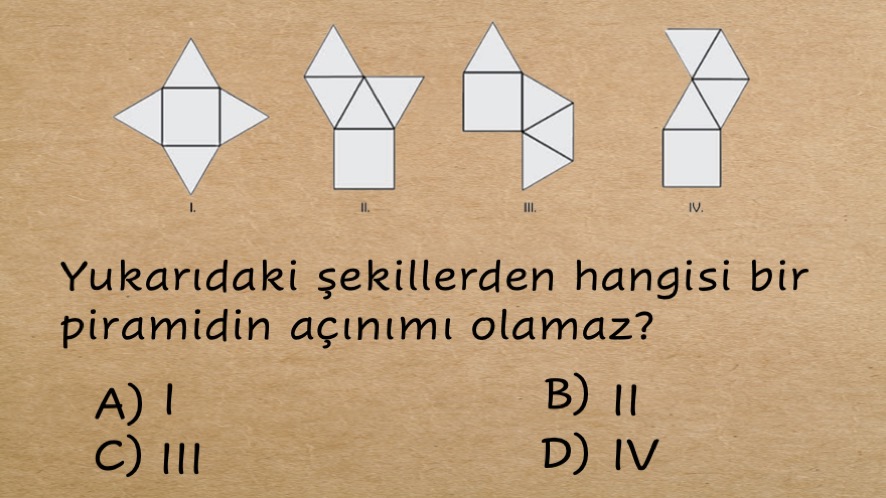 I.
II.
III.
IV.
Yukarıdaki şekillerden hangisi bir
piramidin açınımı olamaz?
A) I
B) II
C) III
D) IV